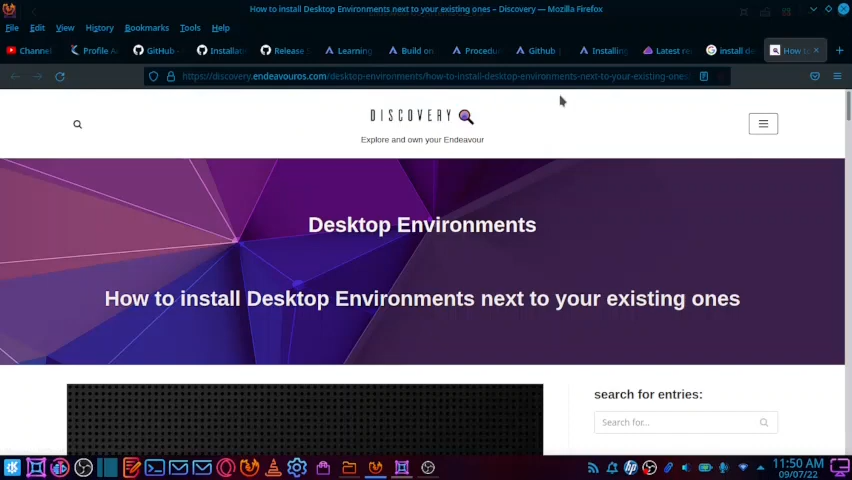 How to install Desktop Environments next to your existing ones – Discovery — Mozilla Firefox
File Edit View History Bookmarks Tools Help
Channel Profile A GitHub Installat Release Learning Build on Procedu Github Installing Latest re install de How to
https://discovery.endeavouros.com/desktop-environments/how-to-install-desktop-environments-next-to-your-existing-ones/
DISCOVERY
Explore and own your Endeavour
Desktop Environments
How to install Desktop Environments next to your existing ones
search for entries:
Search for...
hp
11:50 AM
09/07/22